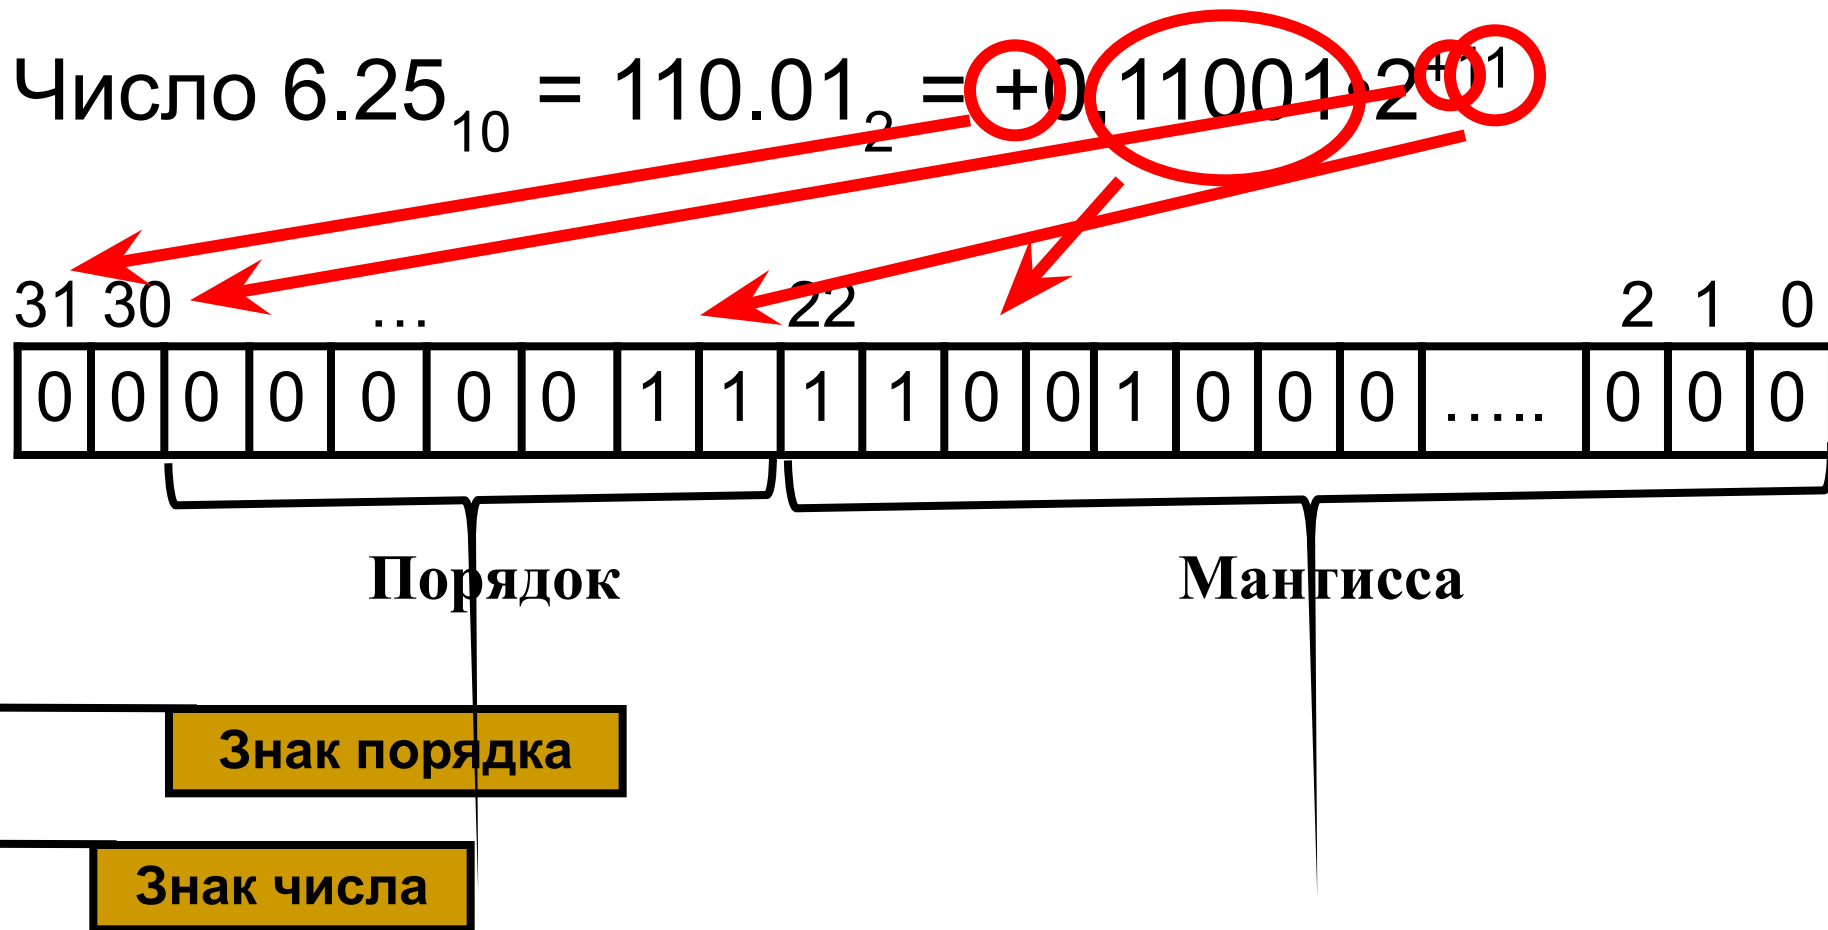 Число 6.25₁₀ = 110.01₂ = +0,11001•2⁺¹¹
31 30 … 22 2 1 0
0 0 0 0 0 0 0 1 1 1 1 0 0 1 0 0 0 ….. 0 0 0
Порядок Мантисса
Знак порядка
Знак числа